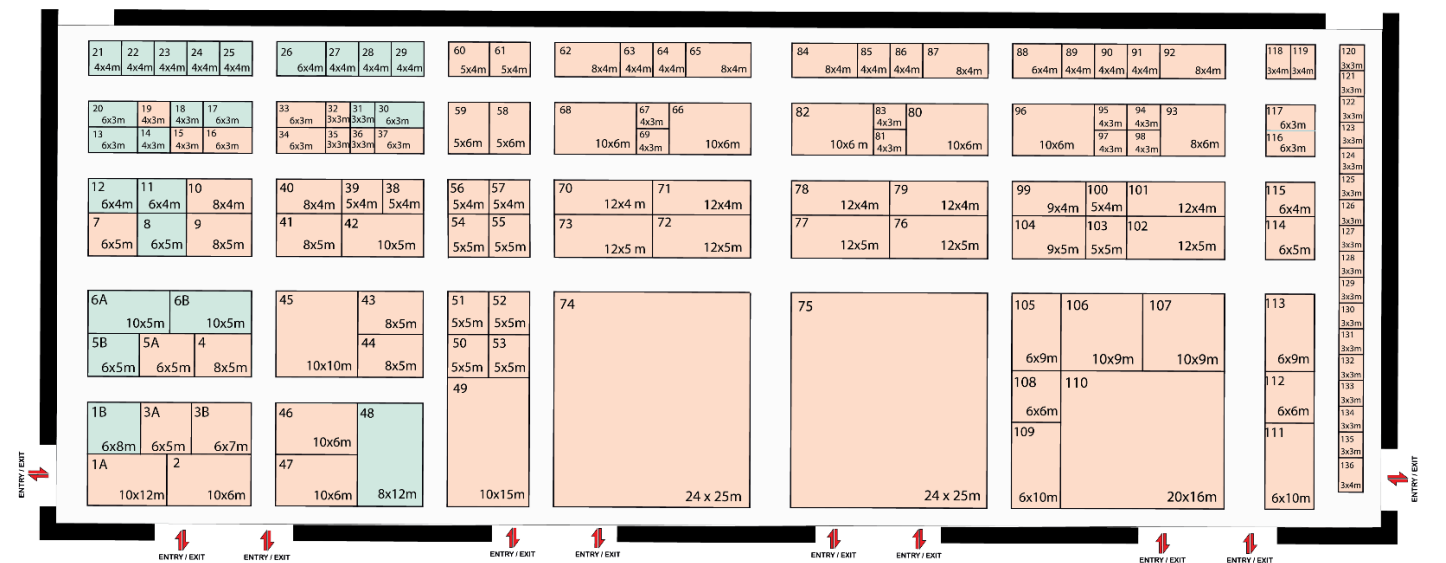 21 22 23 24 25
4x4m 4x4m 4x4m 4x4m 4x4m
26 27 28 29
6x4m 4x4m 4x4m 4x4m
60 61
5x4m 5x4m
62 63 64 65
8x4m 4x4m 4x4m 8x4m
84 85 86 87
8x4m 4x4m 4x4m 8x4m
88 89 90 91 92
6x4m 4x4m 4x4m 4x4m 8x4m
118 119
3x4m 3x4m
20 19 18 17
6x3m 4x3m 4x3m 6x3m
13 14 15 16
6x3m 4x3m 4x3m 6x3m
33 32 31 30
6x3m 3x3m 3x3m 6x3m
34 35 36 37
6x3m 3x3m 3x3m 6x3m
59 58
5x6m 5x6m
68 67 66
4x3m
69
10x6m 4x3m 10x6m
82 83 80
4x3m
81
10x6 m 4x3m 10x6m
96 95 94 93
4x3m 4x3m
97 98
10x6m 4x3m 4x3m 8x6m
117
6x3m
116
6x3m
12 11 10
6x4m 6x4m 8x4m
7 8 9
6x5m 6x5m 8x5m
40 39 38
8x4m 5x4m 5x4m
41 42
8x5m 10x5m
56 57
5x4m 5x4m
54 55
5x5m 5x5m
70 71
12x4 m 12x4m
73 72
12x5 m 12x5m
78 79
12x4m 12x4m
77 76
12x5m 12x5m
99 100 101
9x4m 5x4m 12x4m
104 103 102
9x5m 5x5m 12x5m
115
6x4m
114
6x5m
6A 6B
10x5m 10x5m
5B 5A 4
6x5m 6x5m 8x5m
45 43
8x5m
44
10x10m 8x5m
51 52
5x5m 5x5m
50 53
5x5m 5x5m
49
10x15m
74
24 x 25m
75
24 x 25m
105 106 107
6x9m 10x9m 10x9m
108 110
6x6m
109
6x10m 20x16m
113
6x9m
112
6x6m
111
6x10m
1B 3A 3B
6x8m 6x5m 6x7m
1A 2
10x12m 10x6m
46 48
10x6m
47
10x6m 8x12m
120
3x3m
121
3x3m
122
3x3m
123
3x3m
124
3x3m
125
3x3m
126
3x3m
127
3x3m
128
3x3m
129
3x3m
130
3x3m
131
3x3m
132
3x3m
133
3x3m
134
3x3m
135
3x3m
136
3x4m
ENTRY / EXIT
ENTRY / EXIT
ENTRY / EXIT
ENTRY / EXIT
ENTRY / EXIT
ENTRY / EXIT
ENTRY / EXIT
ENTRY / EXIT
ENTRY / EXIT
ENTRY / EXIT